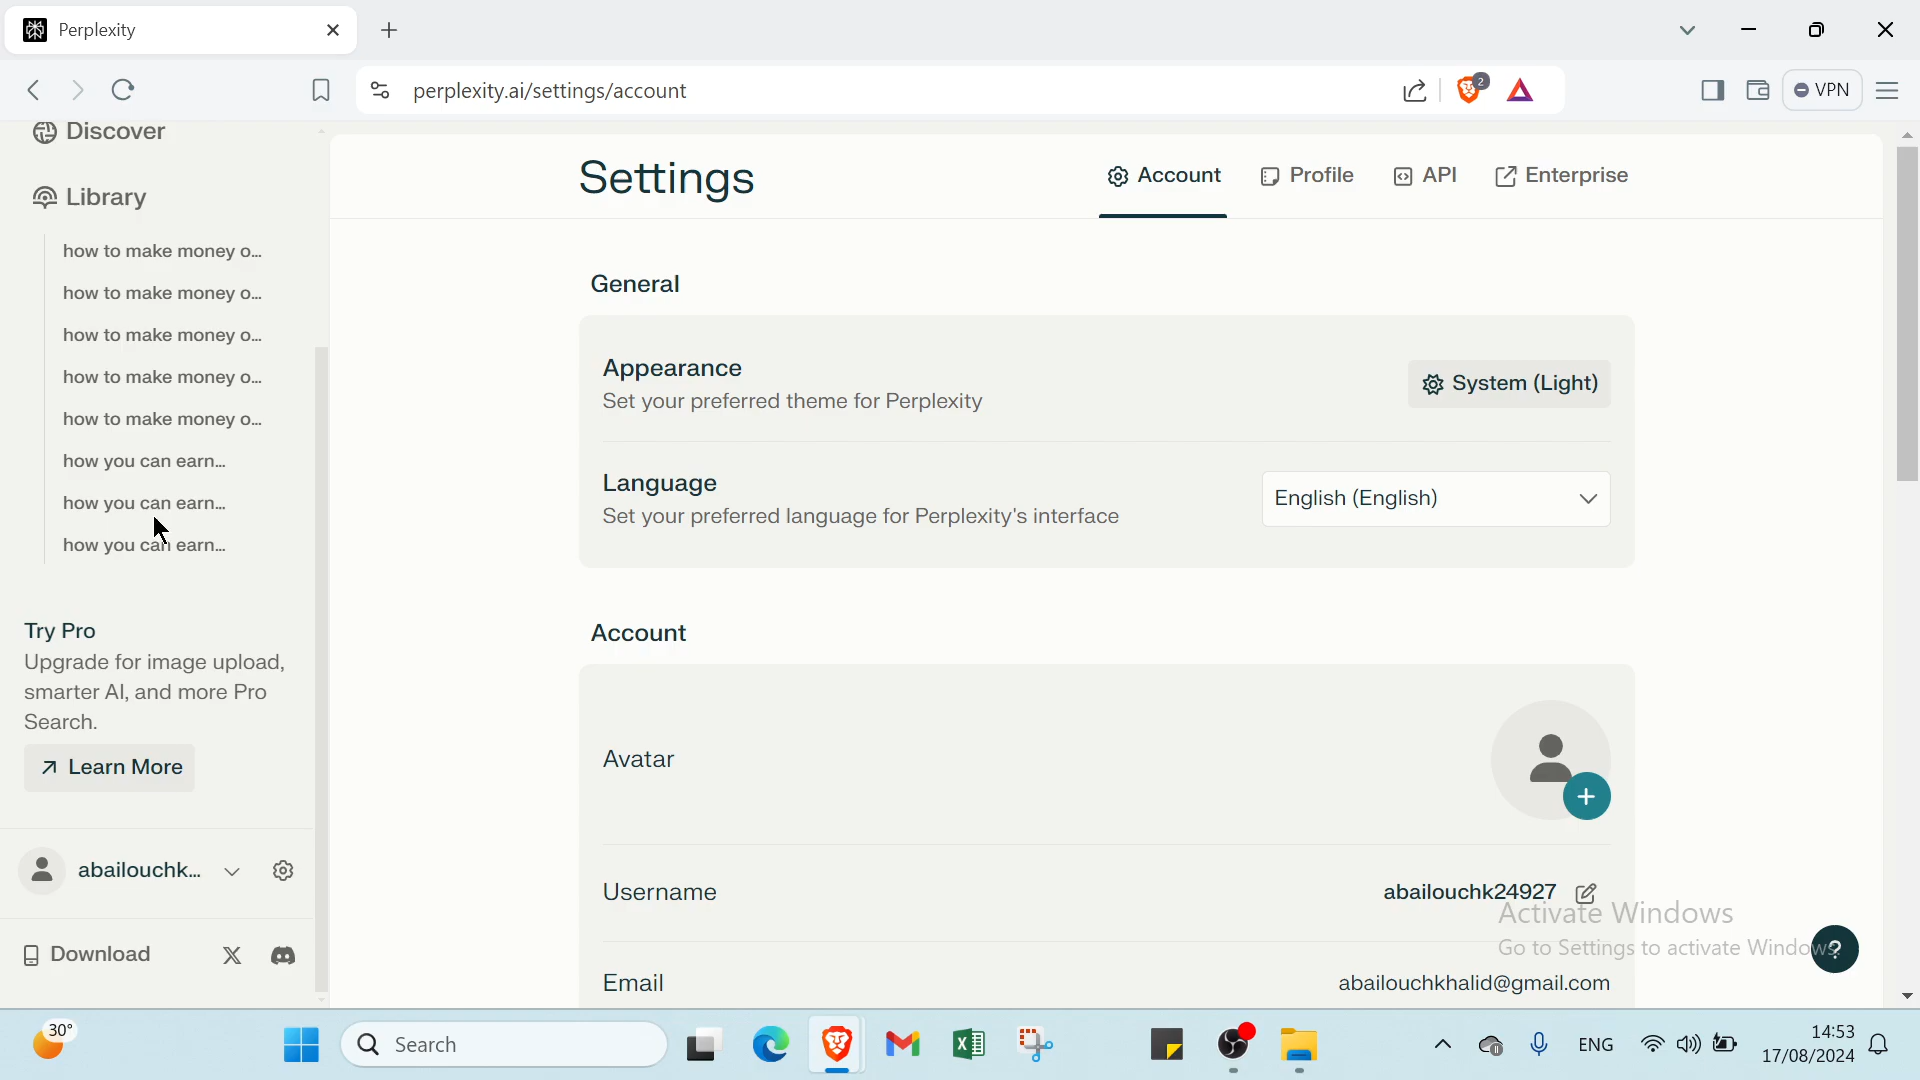 Perplexity
perplexity.ai/settings/account
2
VPN
Discover
Library
how to make money o...
how to make money o...
how to make money o...
how to make money o...
how to make money o...
how you can earn...
how you can earn...
how you can earn...
Try Pro
Upgrade for image upload,
smarter AI, and more Pro
Search.
Learn More
abailouchk...
Download
Settings
Account
Profile
API
Enterprise
General
Appearance
Set your preferred theme for Perplexity
System (Light)
Language
Set your preferred language for Perplexity's interface
English (English)
Account
Avatar
Username
abailouchk24927
Email
abailouchkhalid@gmail.com
Activate Windows
Go to Settings to activate Windows.
?
30°
Search
ENG
14:53
17/08/2024